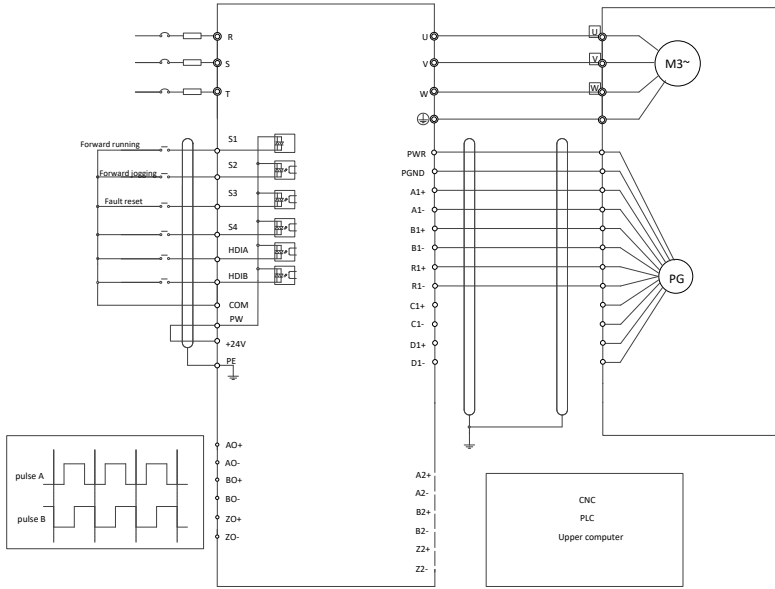 R
S
T
U
V
W
U
V
W
M3~
Forward running
Forward jogging
Fault reset
S1
S2
S3
S4
HDIA
HDIB
COM
PW
+24V
PE
PWR
PGND
A1+
A1-
B1+
B1-
R1+
R1-
C1+
C1-
D1+
D1-
PG
pulse A
pulse B
AO+
AO-
BO+
BO-
ZO+
ZO-
A2+
A2-
B2+
B2-
Z2+
Z2-
CNC
PLC
Upper computer